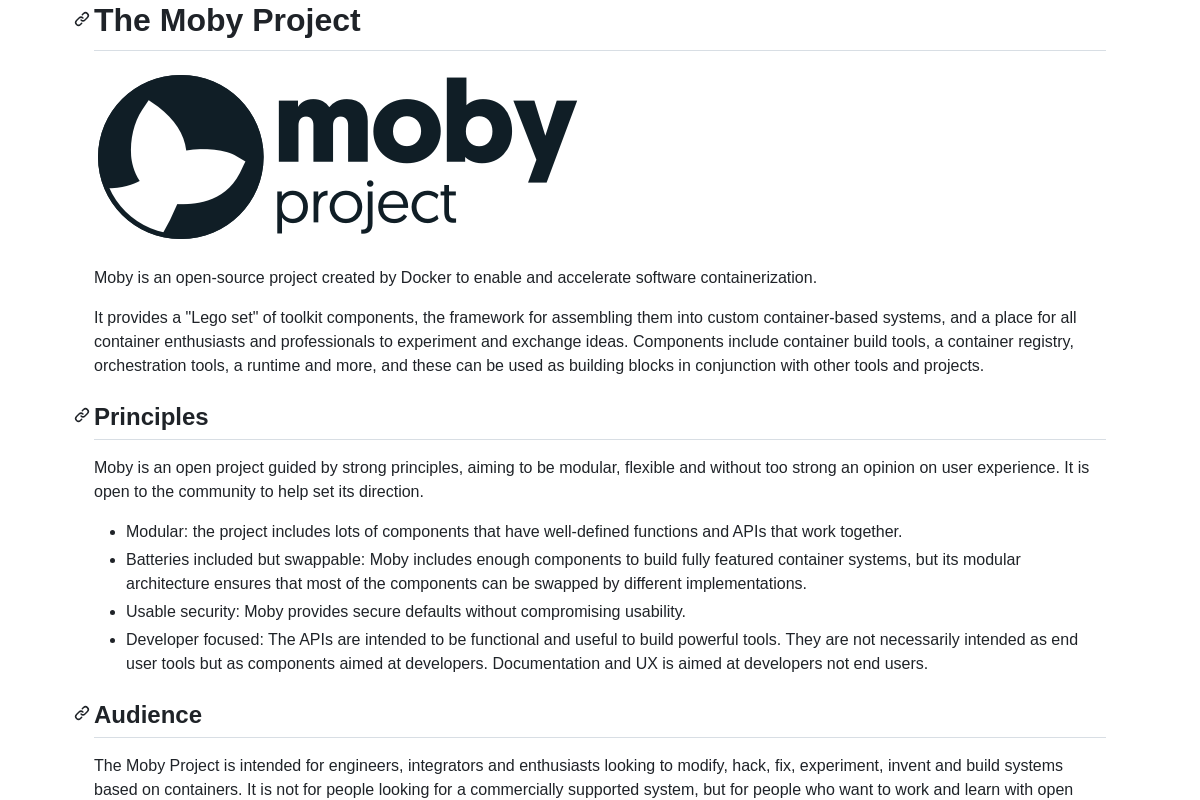 The Moby Project
moby
project
Moby is an open-source project created by Docker to enable and accelerate software containerization.
It provides a "Lego set" of toolkit components, the framework for assembling them into custom container-based systems, and a place for all
container enthusiasts and professionals to experiment and exchange ideas. Components include container build tools, a container registry,
orchestration tools, a runtime and more, and these can be used as building blocks in conjunction with other tools and projects.
Principles
Moby is an open project guided by strong principles, aiming to be modular, flexible and without too strong an opinion on user experience. It is
open to the community to help set its direction.
• Modular: the project includes lots of components that have well-defined functions and APIs that work together.
• Batteries included but swappable: Moby includes enough components to build fully featured container systems, but its modular
architecture ensures that most of the components can be swapped by different implementations.
• Usable security: Moby provides secure defaults without compromising usability.
• Developer focused: The APIs are intended to be functional and useful to build powerful tools. They are not necessarily intended as end
user tools but as components aimed at developers. Documentation and UX is aimed at developers not end users.
Audience
The Moby Project is intended for engineers, integrators and enthusiasts looking to modify, hack, fix, experiment, invent and build systems
based on containers. It is not for people looking for a commercially supported system, but for people who want to work and learn with open